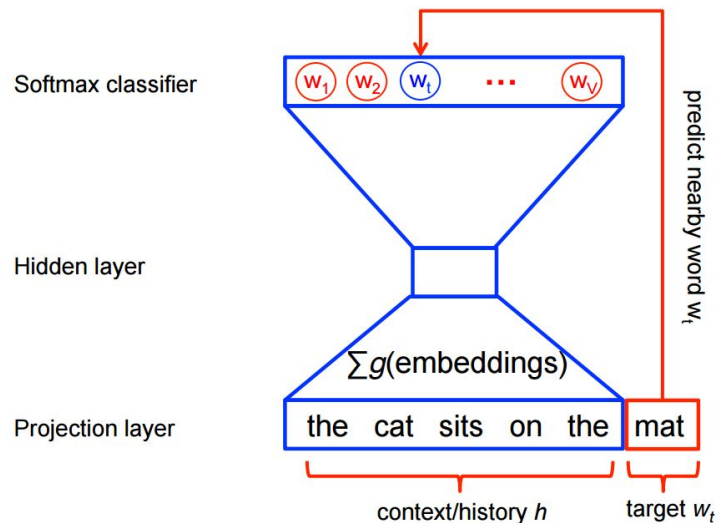 Softmax classifier
w1 w2 wt ... wV
predict nearby word wt
Hidden layer
∑g(embeddings)
Projection layer
the cat sits on the mat
context/history h
target wt